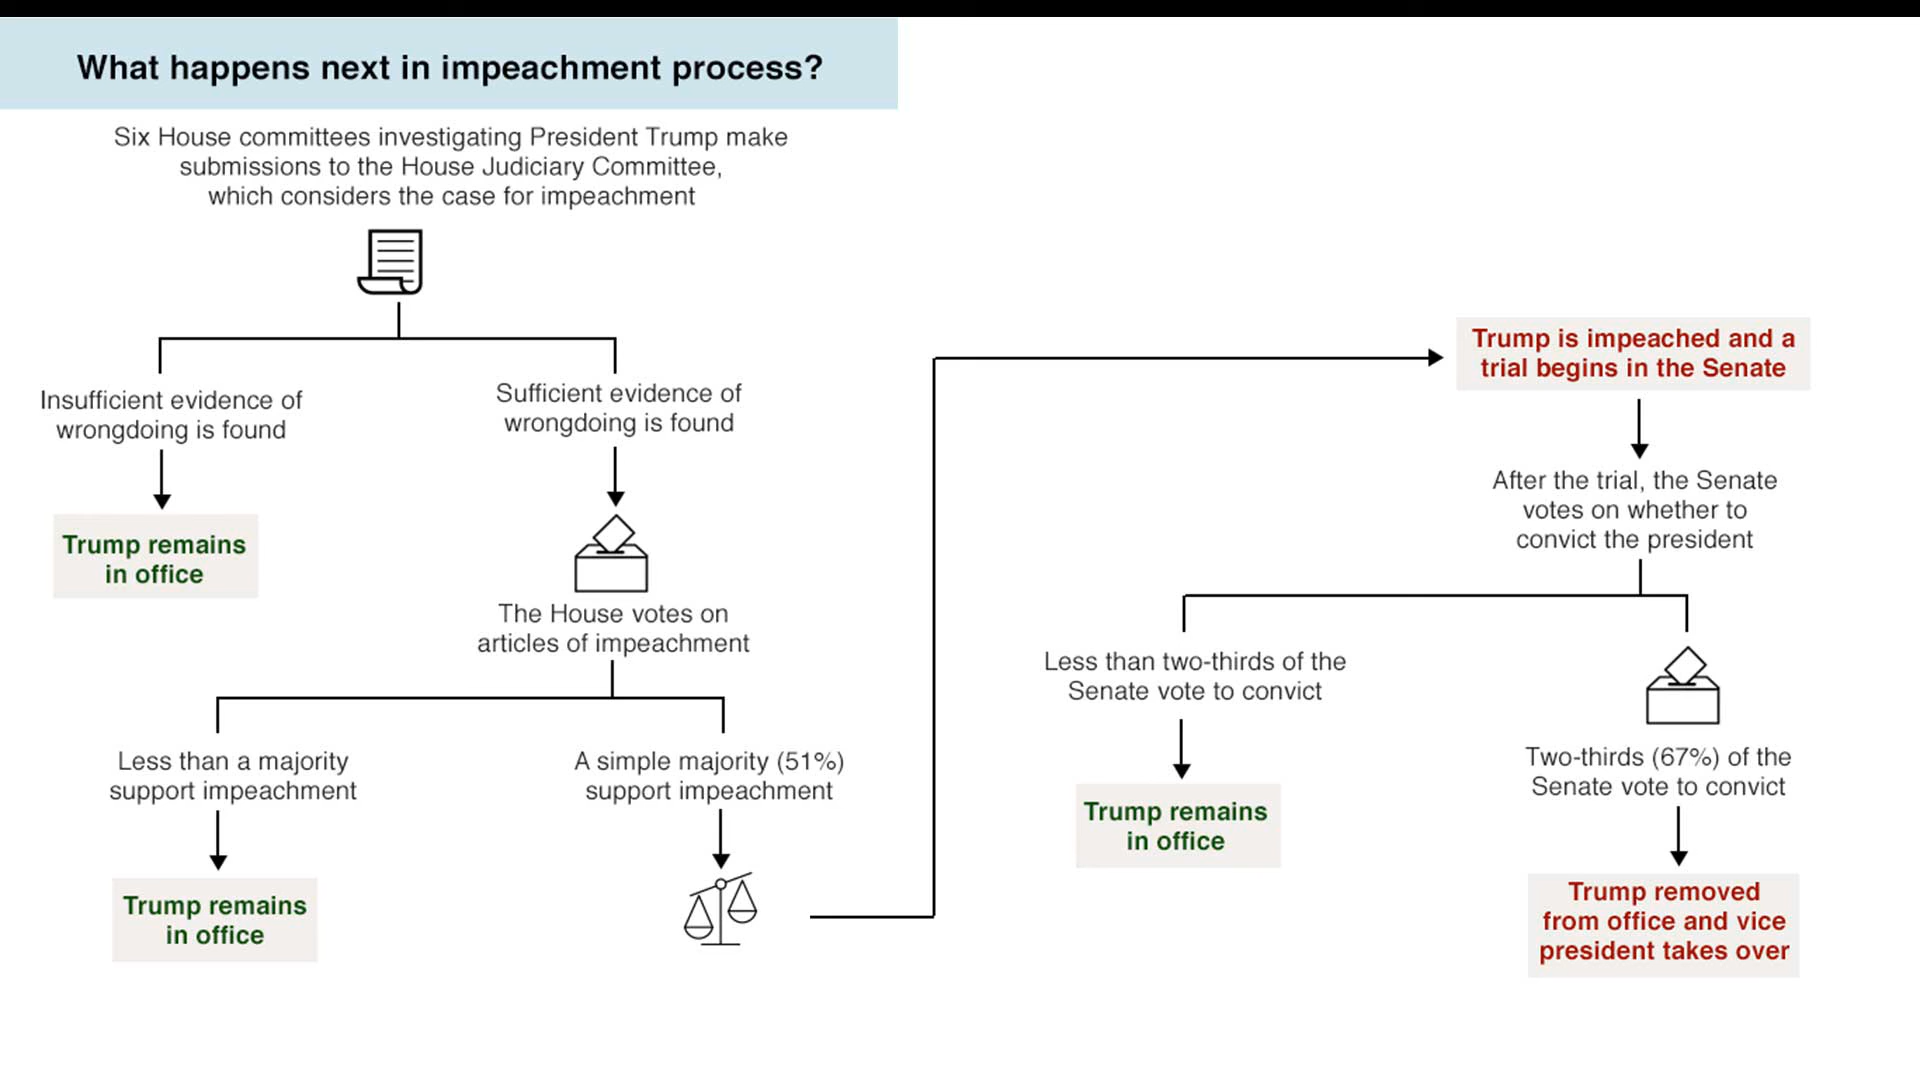 What happens next in impeachment process?
Six House committees investigating President Trump make
submissions to the House Judiciary Committee,
which considers the case for impeachment
Insufficient evidence of
wrongdoing is found
Trump remains
in office
Sufficient evidence of
wrongdoing is found
The House votes on
articles of impeachment
Less than a majority
support impeachment
Trump remains
in office
A simple majority (51%)
support impeachment
Trump is impeached and a
trial begins in the Senate
After the trial, the Senate
votes on whether to
convict the president
Less than two-thirds of the
Senate vote to convict
Trump remains
in office
Two-thirds (67%) of the
Senate vote to convict
Trump removed
from office and vice
president takes over